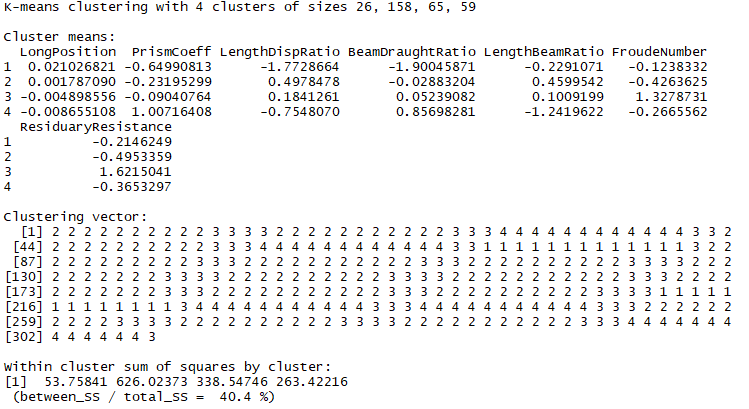 K-means clustering with 4 clusters of sizes 26, 158, 65, 59

Cluster means:
  LongPosition  PrismCoeff LengthDispRatio BeamDraughtRatio LengthBeamRatio FroudeNumber
1  0.021026821 -0.64990813      -1.7728664      -1.90045871      -0.2291071   -0.1238332
2  0.001787090 -0.23195299       0.4978478      -0.02883204       0.4599542   -0.4263625
3 -0.004898556 -0.09040764       0.1841261       0.05239082       0.1009199    1.3278731
4 -0.008655108  1.00716408      -0.7548070       0.85698281      -1.2419622   -0.2665562
  ResiduaryResistance
1          -0.2146249
2          -0.4953359
3           1.6215041
4          -0.3653297

Clustering vector:
  [1] 2 2 2 2 2 2 2 2 2 2 3 3 3 3 2 2 2 2 2 2 2 2 2 2 2 3 3 3 4 4 4 4 4 4 4 4 4 4 4 4 3 3 2
 [44] 2 2 2 2 2 2 2 2 2 2 3 3 3 4 4 4 4 4 4 4 4 4 4 4 4 3 3 1 1 1 1 1 1 1 1 1 1 1 1 1 3 2 2
 [87] 2 2 2 2 2 2 2 2 2 3 3 3 2 2 2 2 2 2 2 2 2 2 2 3 3 3 2 2 2 2 2 2 2 2 2 2 3 3 3 3 2 2 2
[130] 2 2 2 2 2 2 2 3 3 3 3 2 2 2 2 2 2 2 2 2 2 3 3 3 3 2 2 2 2 2 2 2 2 2 2 3 3 3 2 2 2 2
[173] 2 2 2 2 2 2 2 3 3 3 2 2 2 2 2 2 2 2 2 2 2 3 3 3 2 2 2 2 2 2 2 2 2 2 3 3 3 3 1 1 1 1 1
[216] 1 1 1 1 1 1 1 1 3 4 4 4 4 4 4 4 4 4 4 4 3 3 3 4 4 4 4 4 4 4 4 4 4 4 3 3 3 2 2 2 2 2 2
[259] 2 2 2 2 3 3 3 3 2 2 2 2 2 2 2 2 2 2 3 3 3 3 2 2 2 2 2 2 2 2 2 2 2 3 3 3 4 4 4 4 4 4 4
[302] 4 4 4 4 4 4 3

Within cluster sum of squares by cluster:
[1]  53.75841 626.02373 338.54746 263.42216
 (between_SS / total_SS =  40.4 %)